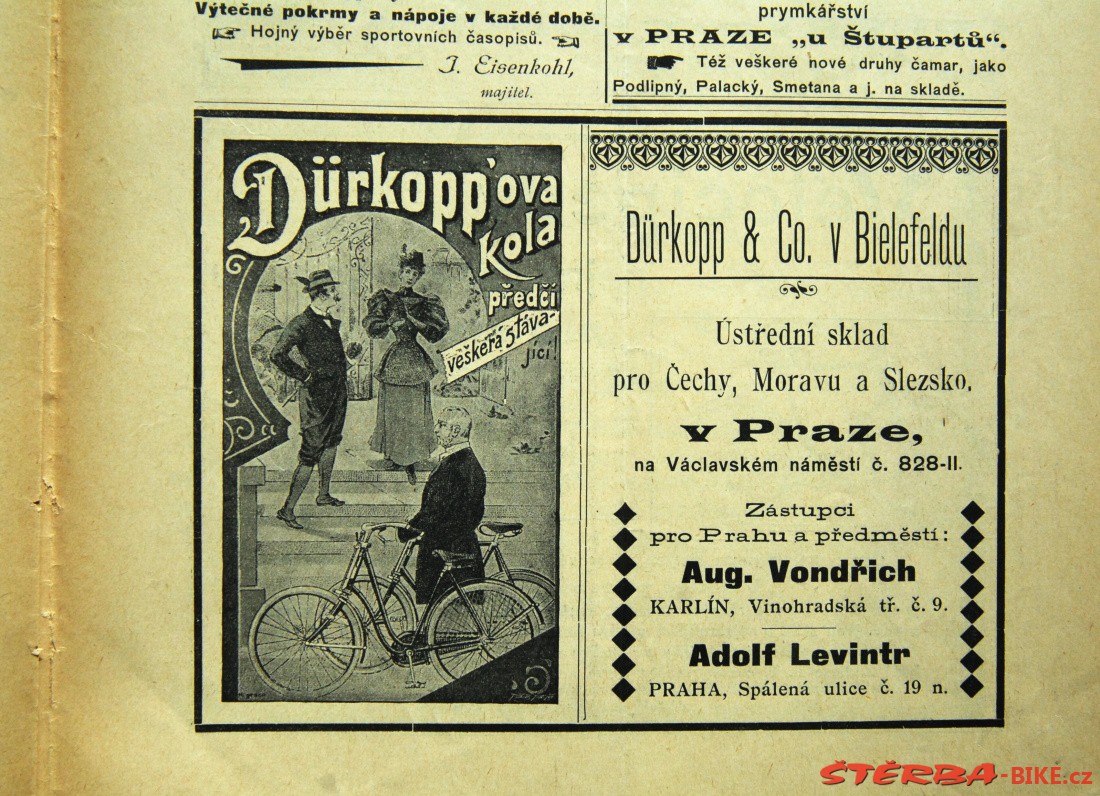 Výtečné pokrmy a nápoje v každé době.
Hojný výběr sportovních časopisů.
J. Eisenkohl,
majitel.
prymkářství
v PRAZE „u Štupartů“.
Též veškeré nové druhy čamar, jako
Podlipný, Palacký, Smetana a j. na skladě.
Dürkopp'ova
kola
předčí
veškerá stáva-
jící!
Dürkopp & Co. v Bielefeldu
Ústřední sklad
pro Čechy, Moravu a Slezsko,
v Praze,
na Václavském náměstí č. 828-II.
Zástupci
pro Prahu a předměstí:
Aug. Vondřich
KARLÍN, Vinohradská tř. č. 9.
Adolf Levintr
PRAHA, Spálená ulice č. 19 n.
ŠTĚRBA-BIKE.cz